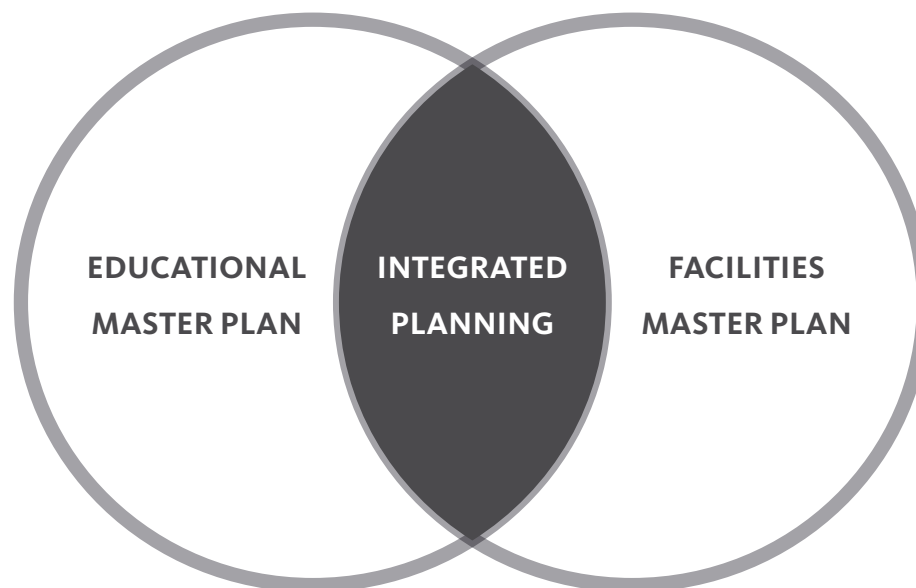 EDUCATIONAL
MASTER PLAN
INTEGRATED
PLANNING
FACILITIES
MASTER PLAN